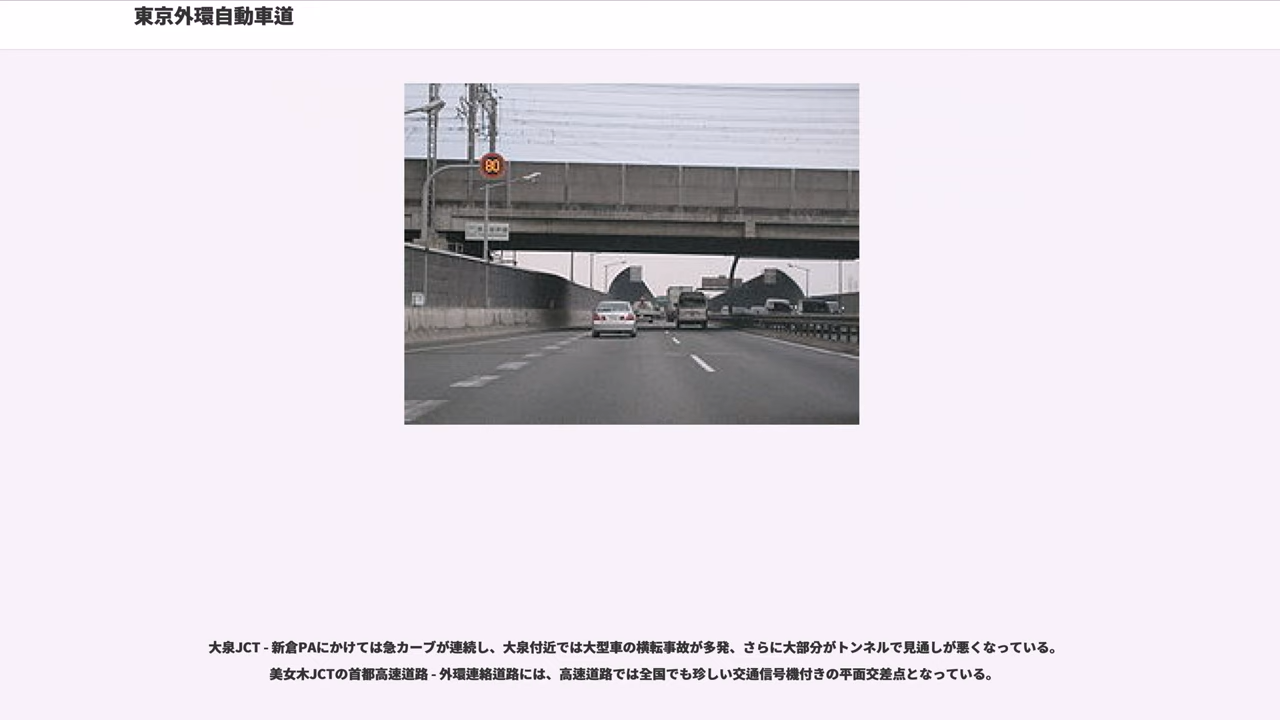 東京外環自動車道
80
大泉JCT - 新倉PAにかけては急カーブが連続し、大泉付近では大型車の横転事故が多発、さらに大部分がトンネルで見通しが悪くなっている。
美女木JCTの首都高速道路 - 外環連絡道路には、高速道路では全国でも珍しい交通信号機付きの平面交差点となっている。